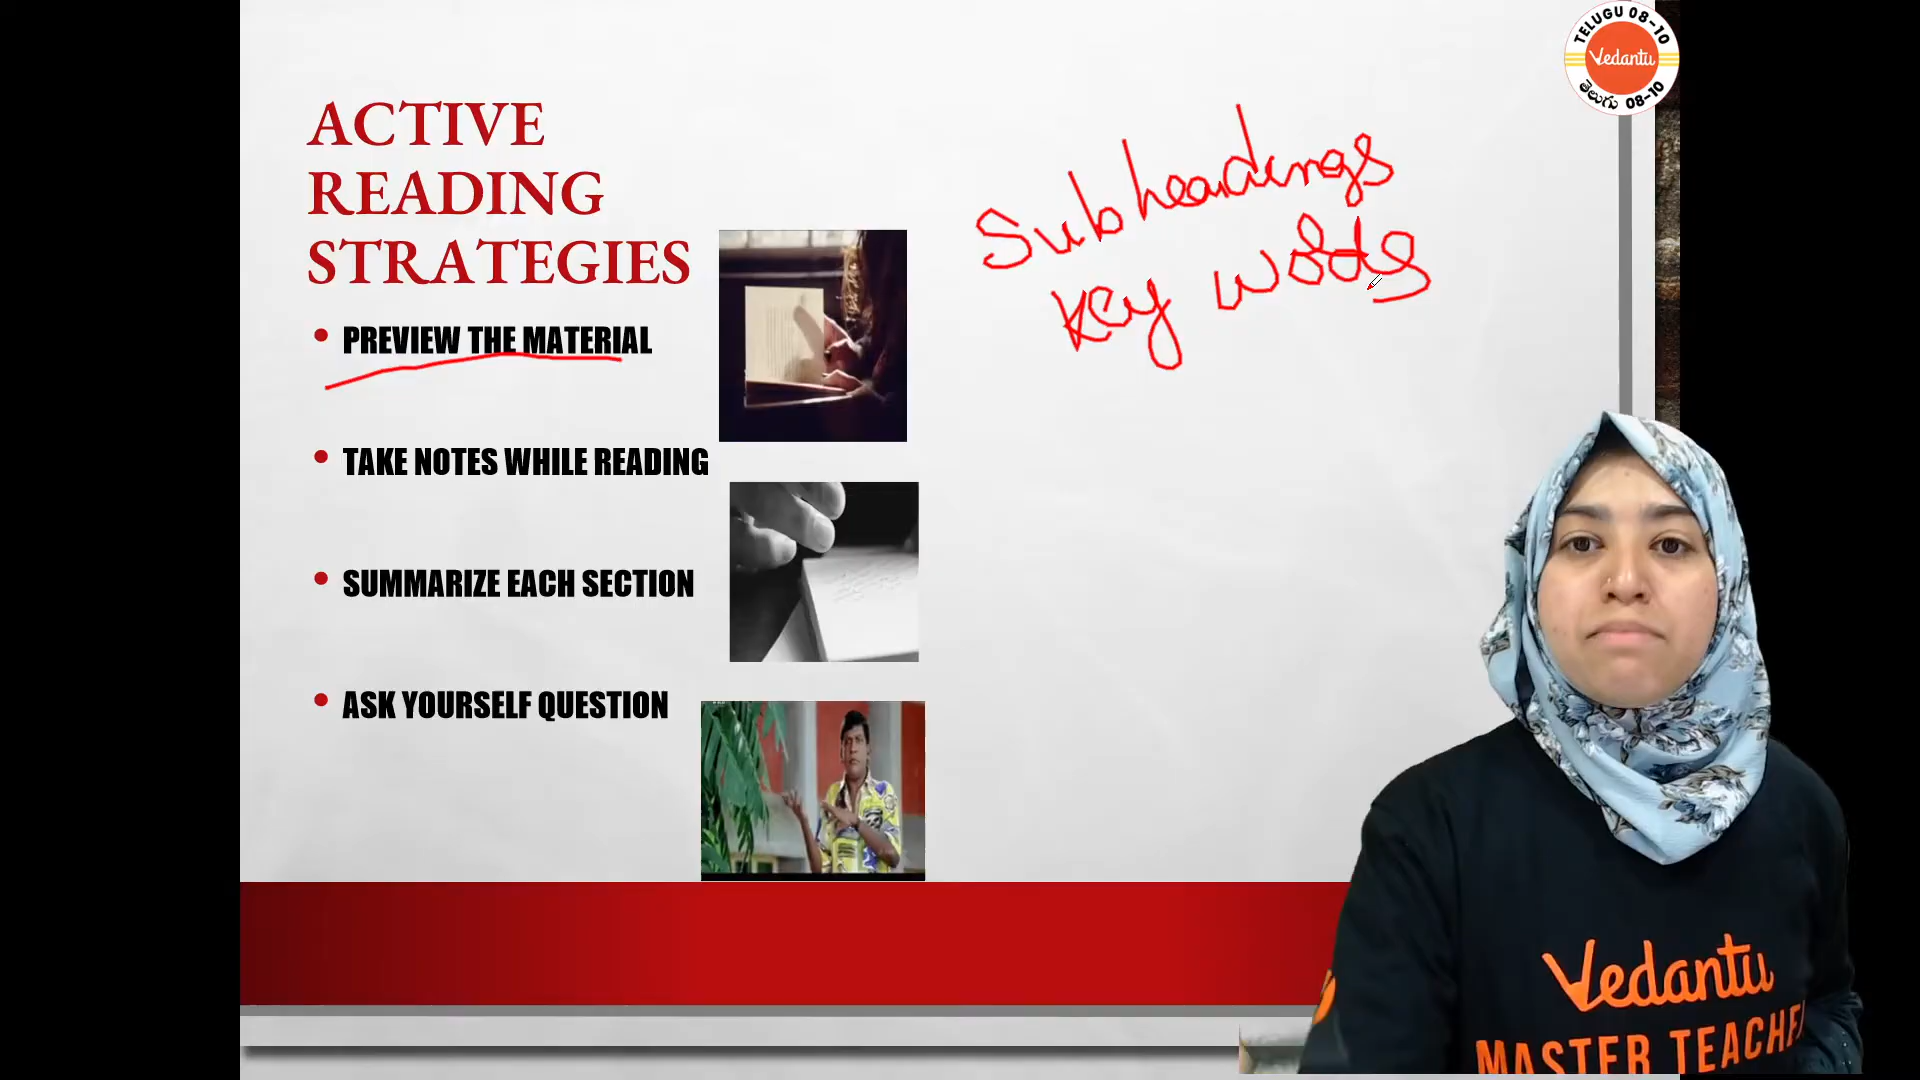 ACTIVE
READING
STRATEGIES
• PREVIEW THE MATERIAL
• TAKE NOTES WHILE READING
• SUMMARIZE EACH SECTION
• ASK YOURSELF QUESTION
Subheadings
Key words
TELUGU 08-10
Vedantu
తెలుగు 08-10
Vedantu
MASTER TEACHER